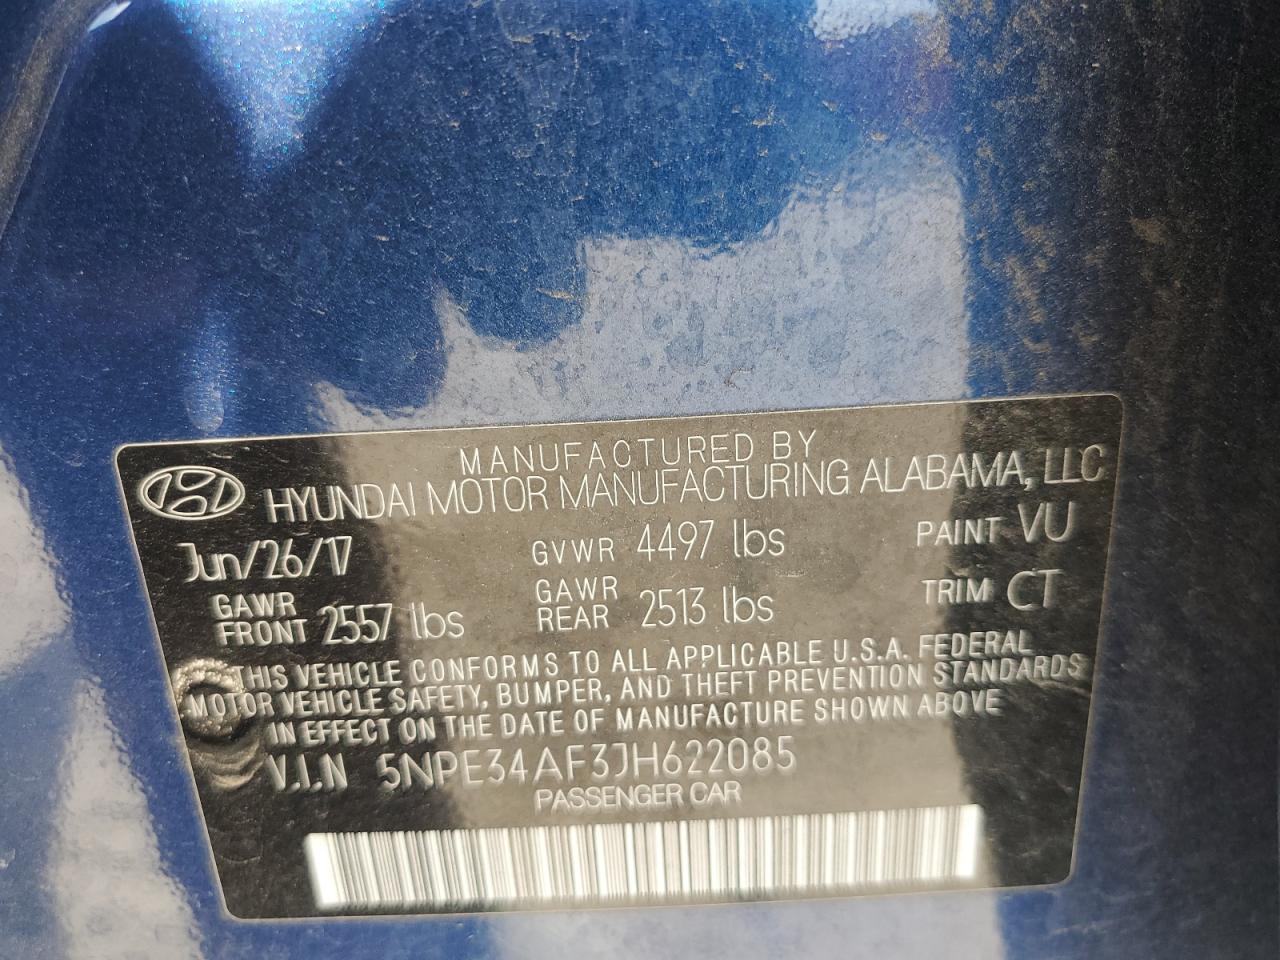 MANUFACTURED BY
HYUNDAI MOTOR MANUFACTURING ALABAMA, LLC
Jun/26/17 GVWR 4497 lbs PAINT VU
GAWR FRONT 2557 lbs GAWR REAR 2513 lbs TRIM CT
THIS VEHICLE CONFORMS TO ALL APPLICABLE U.S.A. FEDERAL
MOTOR VEHICLE SAFETY, BUMPER, AND THEFT PREVENTION STANDARDS
IN EFFECT ON THE DATE OF MANUFACTURE SHOWN ABOVE
V.I.N 5NPE34AF3JH622085
PASSENGER CAR